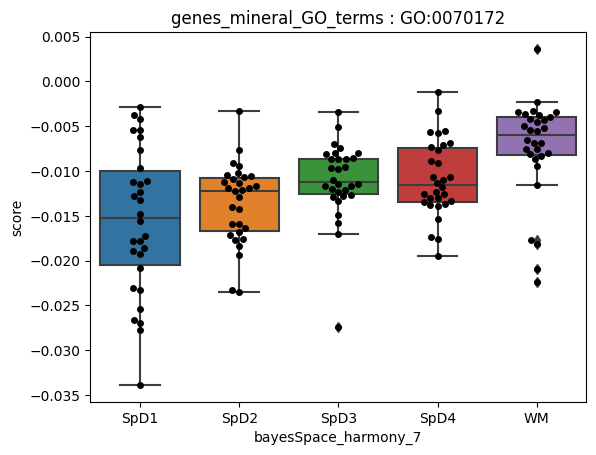 genes_mineral_GO_terms : GO:0070172
0.005
0.000
−0.005
−0.010
−0.015
−0.020
−0.025
−0.030
−0.035
score
SpD1 SpD2 SpD3 SpD4 WM
bayesSpace_harmony_7